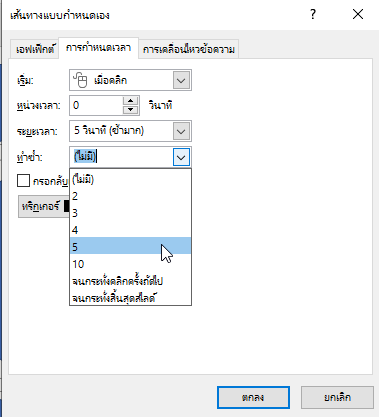 เส้นทางแบบกำหนดเอง
?
เอฟเฟ็กต์ การกำหนดเวลา การเคลื่อนไหวข้อความ
เริ่ม: เมื่อคลิก
หน่วงเวลา: 0 วินาที
ระยะเวลา: 5 วินาที (ช้ามาก)
ทำซ้ำ: (ไม่มี)
กรอกลับ
ทริกเกอร์
(ไม่มี)
2
3
4
5
10
จนกระทั่งคลิกครั้งถัดไป
จนกระทั่งสิ้นสุดสไลด์
ตกลง ยกเลิก